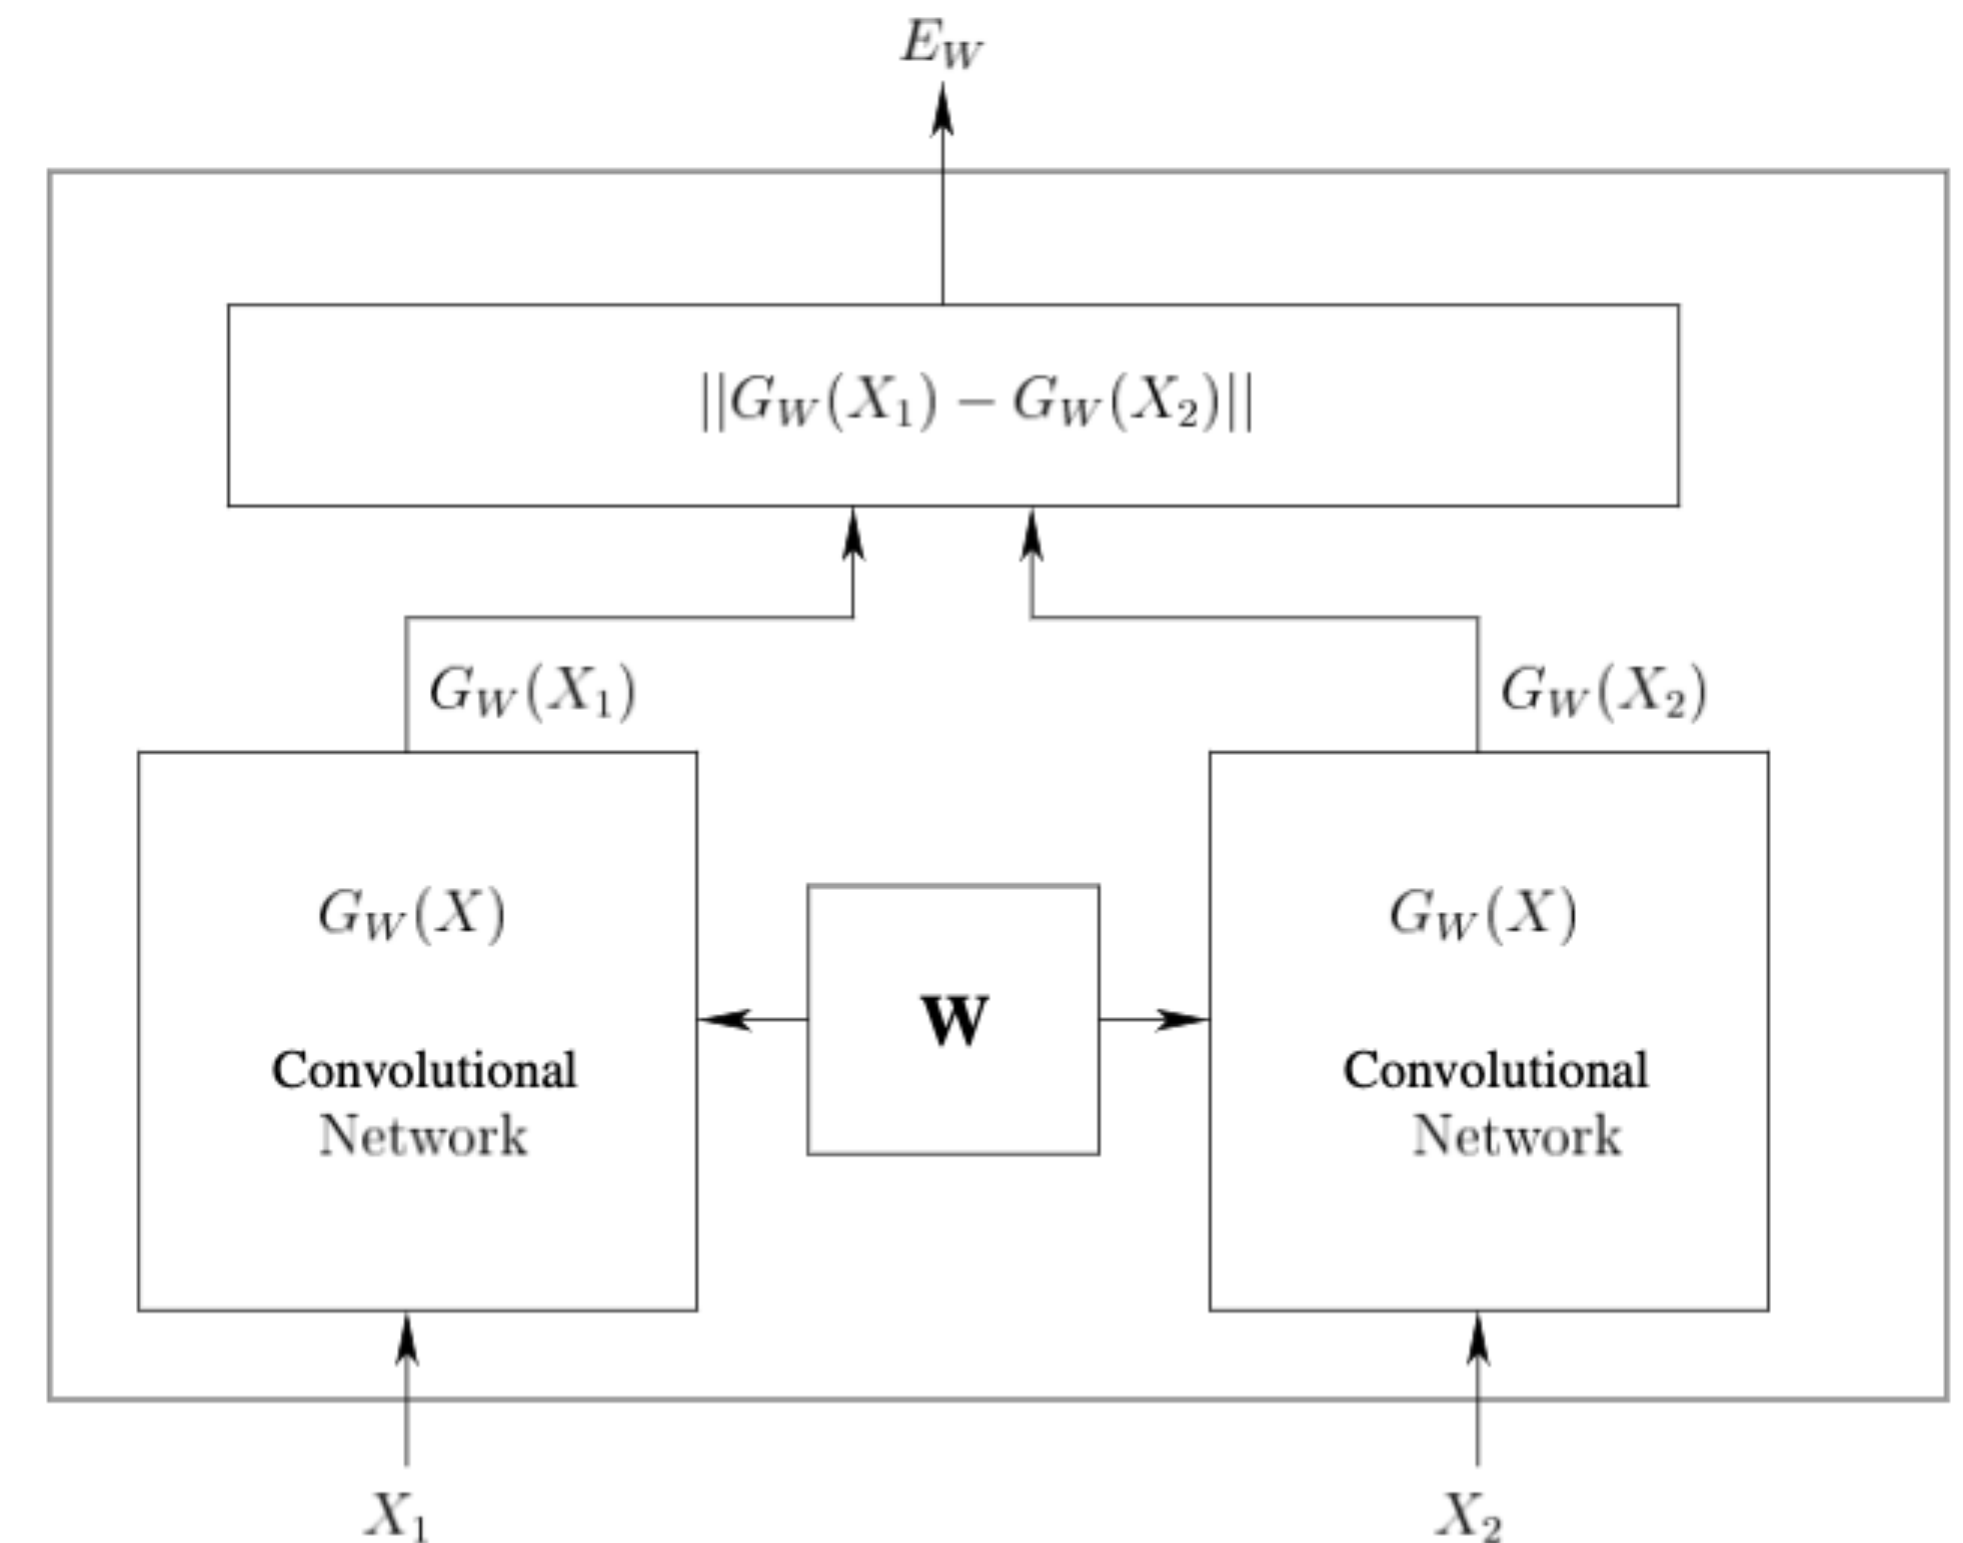 E_W
||G_W(X_1) − G_W(X_2)||
G_W(X_1)
G_W(X_2)
G_W(X)
Convolutional
Network
W
G_W(X)
Convolutional
Network
X_1
X_2